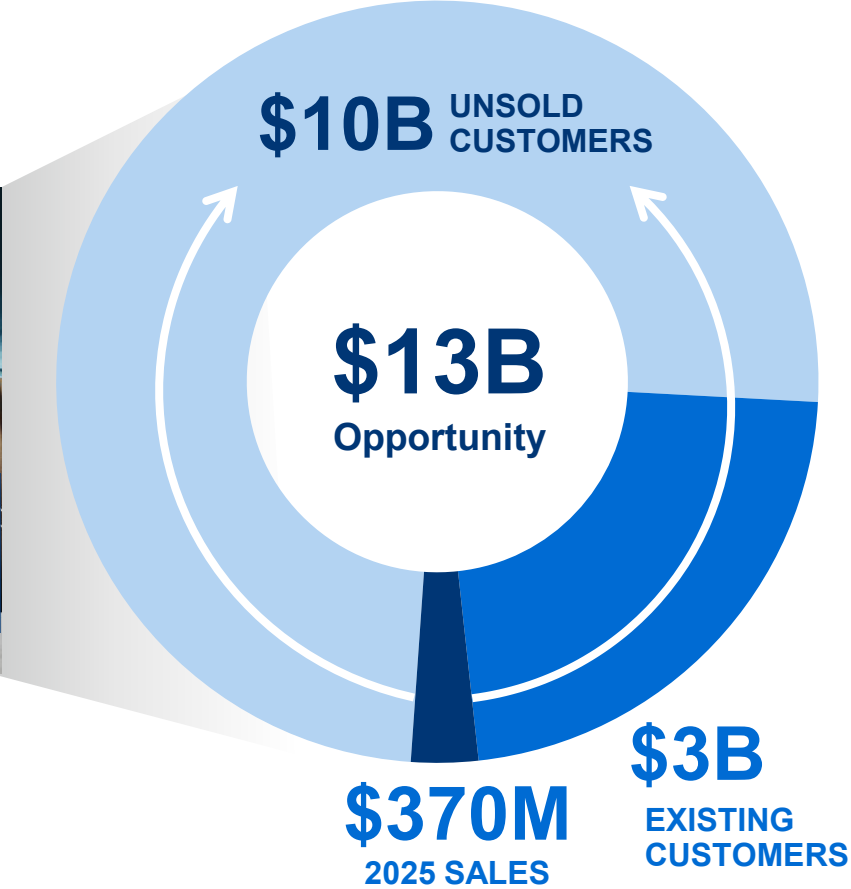 $10B UNSOLD
CUSTOMERS
$13B
Opportunity
$3B
EXISTING
CUSTOMERS
$370M
2025 SALES